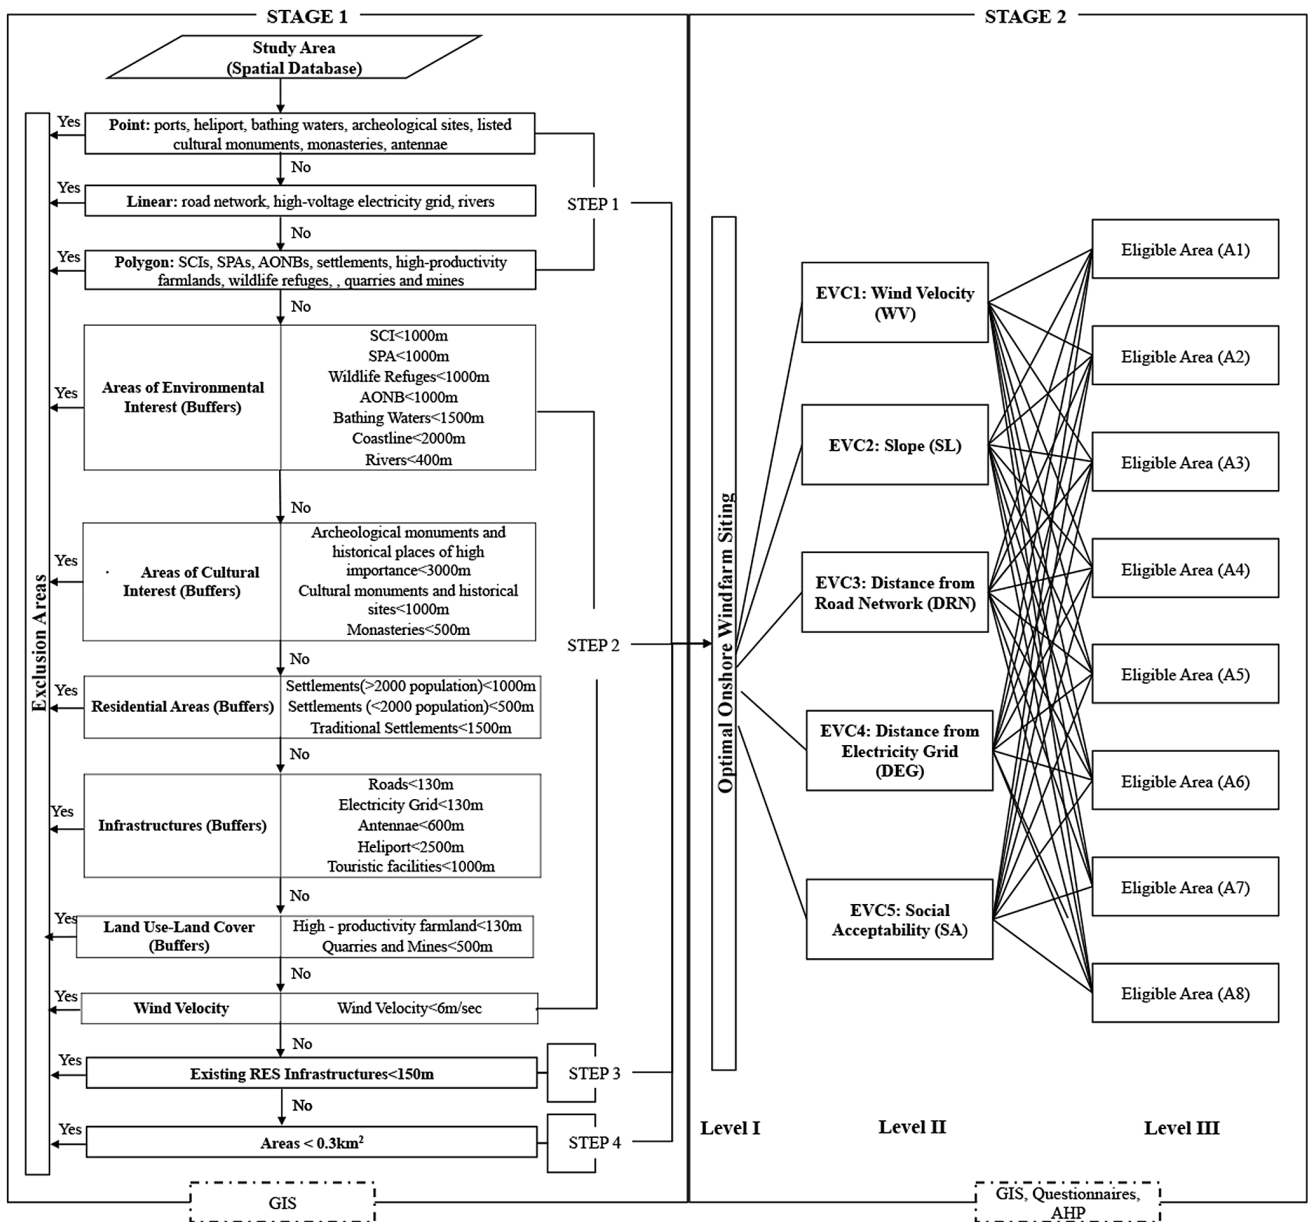 STAGE 1
Study Area
(Spatial Database)
Yes
Point: ports, heliport, bathing waters, archeological sites, listed
cultural monuments, monasteries, antennae
No
Yes
Linear: road network, high-voltage electricity grid, rivers
STEP 1
No
Yes
Polygon: SCIs, SPAs, AONBs, settlements, high-productivity
farmlands, wildlife refuges, , quarries and mines
No
Yes
Areas of Environmental
Interest (Buffers)
SCI<1000m
SPA<1000m
Wildlife Refuges<1000m
AONB<1000m
Bathing Waters<1500m
Coastline<2000m
Rivers<400m
No
Yes
Areas of Cultural
Interest (Buffers)
Archeological monuments and
historical places of high
importance<3000m
Cultural monuments and historical
sites<1000m
Monasteries<500m
STEP 2
No
Exclusion Areas
Yes
Residential Areas (Buffers)
Settlements(>2000 population)<1000m
Settlements (<2000 population)<500m
Traditional Settlements<1500m
No
Yes
Infrastructures (Buffers)
Roads<130m
Electricity Grid<130m
Antennae<600m
Heliport<2500m
Touristic facilities<1000m
No
Yes
Land Use-Land Cover
(Buffers)
High - productivity farmland<130m
Quarries and Mines<500m
No
Yes
Wind Velocity
Wind Velocity<6m/sec
No
Yes
Existing RES Infrastructures<150m
STEP 3
No
Yes
Areas < 0.3km²
STEP 4
GIS
STAGE 2
Optimal Onshore Windfarm Siting
EVC1: Wind Velocity
(WV)
EVC2: Slope (SL)
EVC3: Distance from
Road Network (DRN)
EVC4: Distance from
Electricity Grid
(DEG)
EVC5: Social
Acceptability (SA)
Eligible Area (A1)
Eligible Area (A2)
Eligible Area (A3)
Eligible Area (A4)
Eligible Area (A5)
Eligible Area (A6)
Eligible Area (A7)
Eligible Area (A8)
Level I
Level II
Level III
GIS, Questionnaires,
AHP